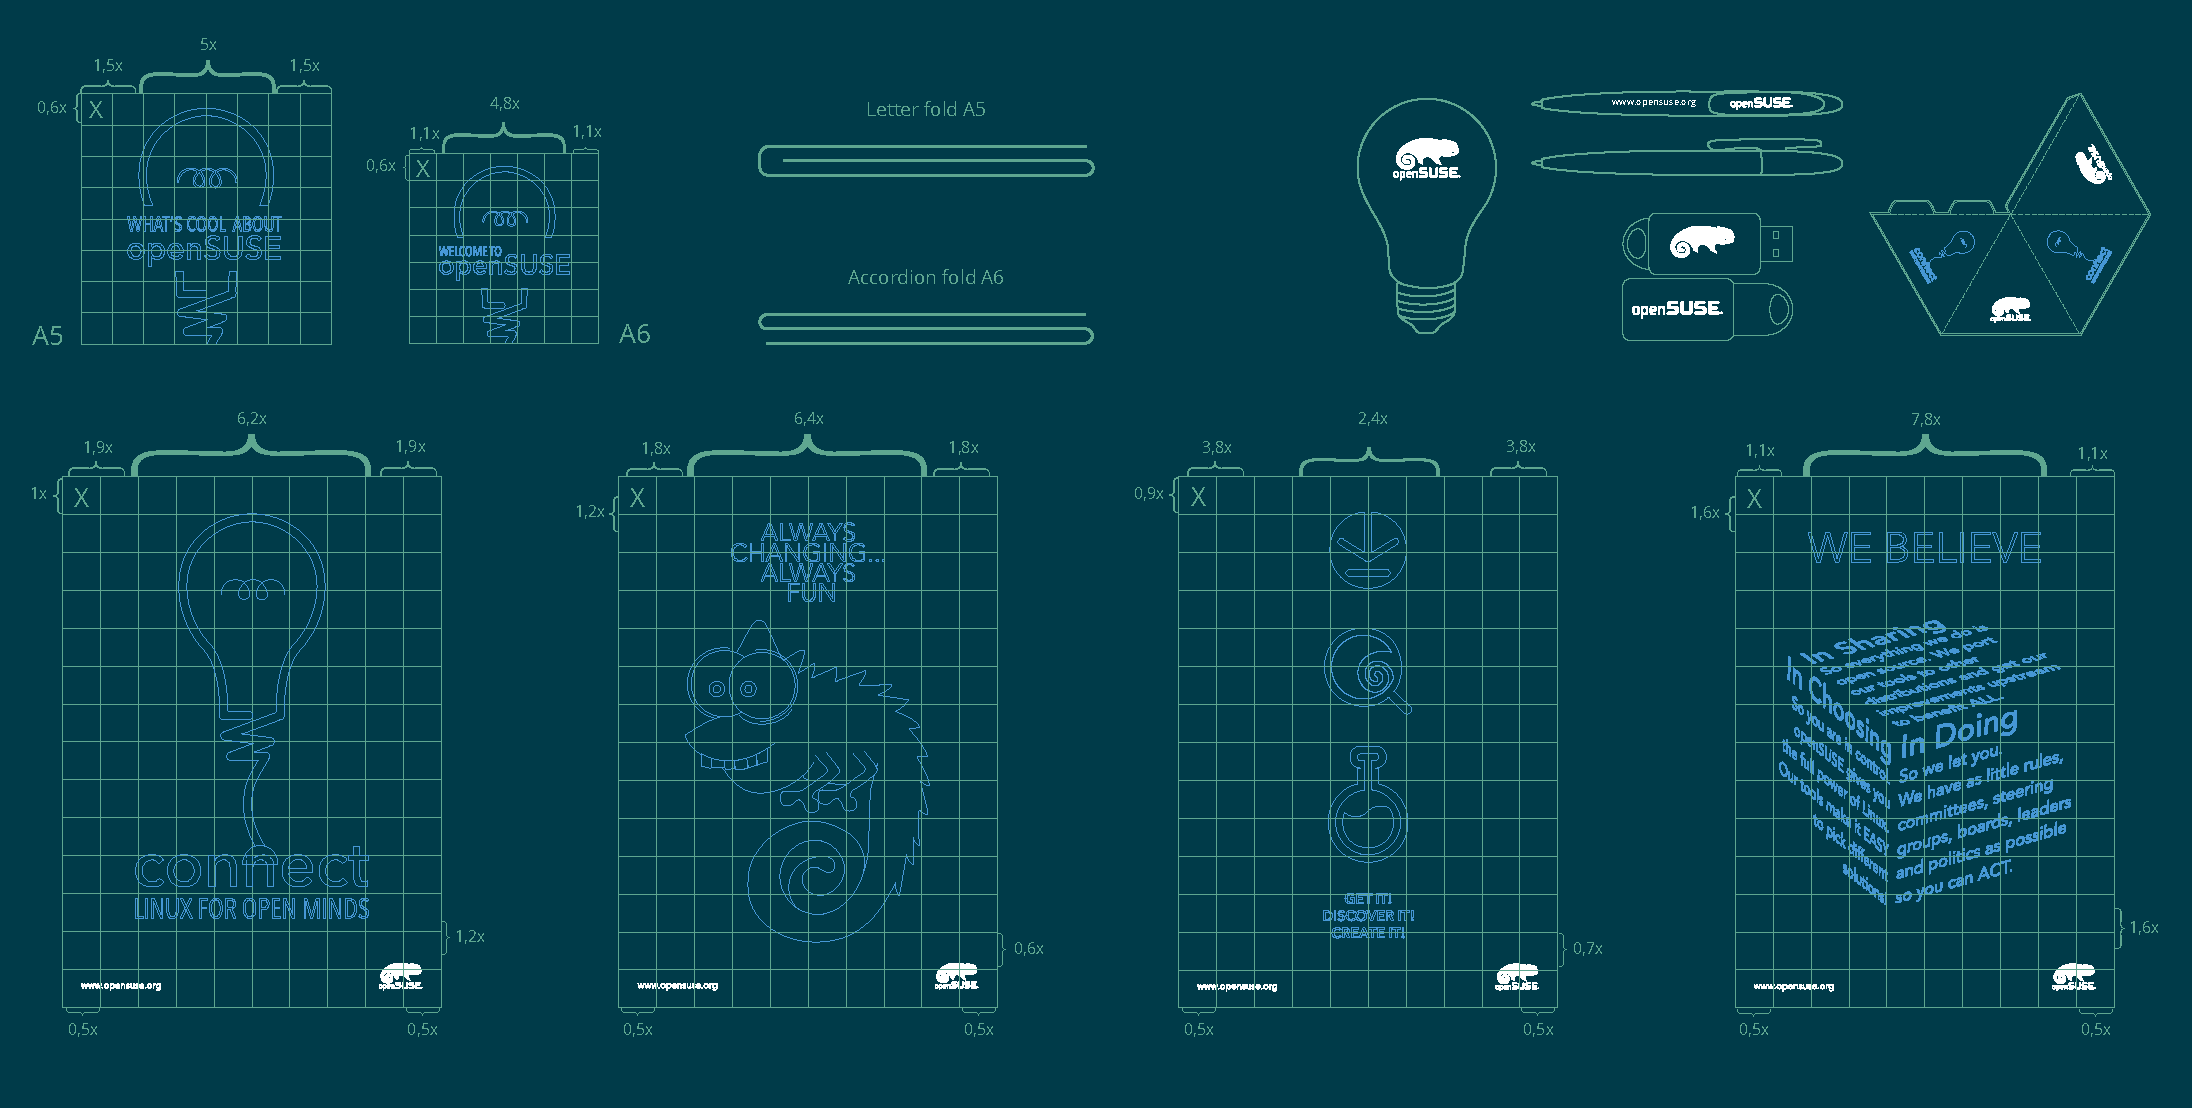 5x
1,5x
1,5x
0,6x
X
WHAT'S COOL ABOUT
openSUSE
A5
4,8x
1,1x
1,1x
0,6x
X
WELCOME TO
openSUSE
A6
Letter fold A5
Accordion fold A6
openSUSE.
www.opensuse.org
openSUSE.
openSUSE.
connect
connect
openSUSE.
6,2x
1,9x
1,9x
1x
X
connect
LINUX FOR OPEN MINDS
1,2x
www.opensuse.org
openSUSE.
0,5x
0,5x
6,4x
1,8x
1,8x
1,2x
X
ALWAYS
CHANGING...
ALWAYS
FUN
0,6x
www.opensuse.org
openSUSE.
0,5x
0,5x
2,4x
3,8x
3,8x
0,9x
X
GET IT!
DISCOVER IT!
CREATE IT!
0,7x
www.opensuse.org
openSUSE.
0,5x
0,5x
7,8x
1,1x
1,1x
1,6x
X
WE BELIEVE
In Sharing
So everything we do is
open source. We port
our tools to other
distributions and get our
improvements upstream
to benefit ALL.
In Choosing
So you are in control
openSUSE gives you
the full power of Linux
Our tools make it EASY
to pick different
solutions
In Doing
So we let you.
We have as little rules,
committees, steering
groups, boards, leaders
and politics as possible
so you can ACT.
1,6x
www.opensuse.org
openSUSE.
0,5x
0,5x